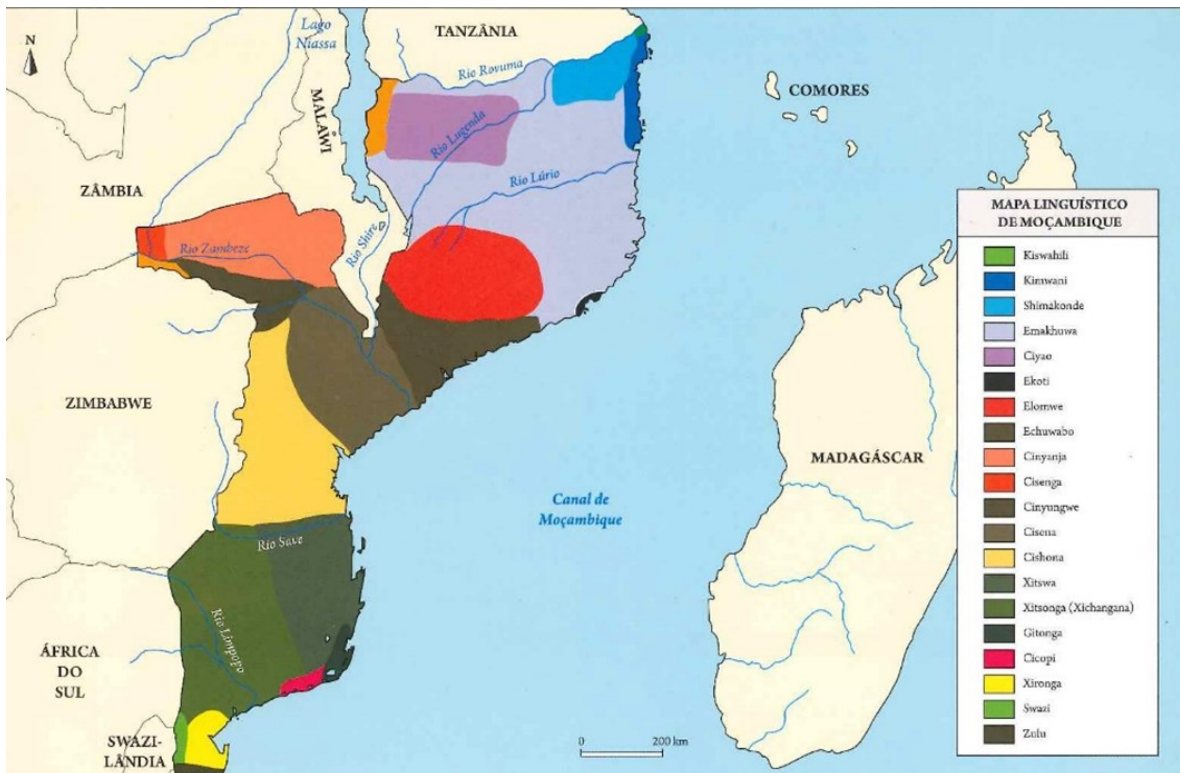 N
Lago
Niassa
TANZÂNIA
Rio Rovuma
MALAWI
COMORES
Rio Lugenda
Rio Lúrio
ZÂMBIA
Rio Shire
Rio Zambeze
ZIMBABWE
MADAGÁSCAR
Canal de
Moçambique
Rio Save
Rio Limpopo
ÁFRICA
DO
SUL
SWAZI-
LÂNDIA
0 200 km
MAPA LINGUÍSTICO
DE MOÇAMBIQUE
Kiswahili
Kimwani
Shimakonde
Emakhuwa
Ciyao
Ekoti
Elomwe
Echuwabo
Cinyanja
Cisenga
Cinyungwe
Cisena
Cishona
Xitswa
Xitsonga (Xichangana)
Gitonga
Cicopi
Xironga
Swazi
Zulu